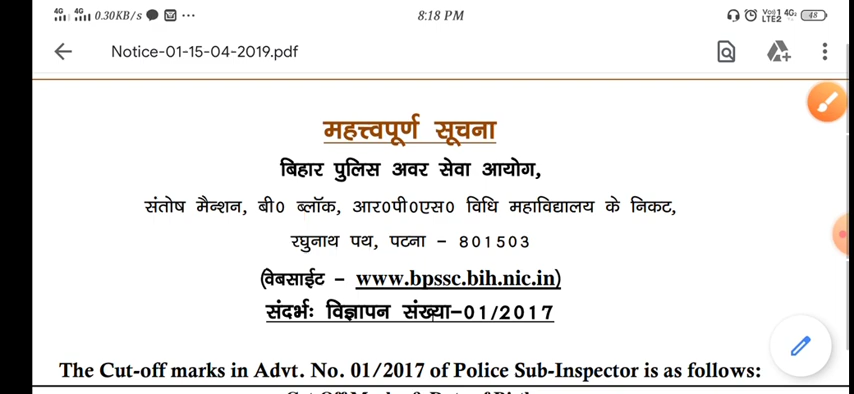 4G 4G 0.30KB/s ... 8:18 PM Vo)) 1 4G2 LTE2 48
Notice-01-15-04-2019.pdf
महत्त्वपूर्ण सूचना
बिहार पुलिस अवर सेवा आयोग,
संतोष मैन्शन, बी0 ब्लॉक, आर0पी0एस0 विधि महाविद्यालय के निकट,
रघुनाथ पथ, पटना - 801503
(वेबसाईट - www.bpssc.bih.nic.in)
संदर्भः विज्ञापन संख्या-01/2017
The Cut-off marks in Advt. No. 01/2017 of Police Sub-Inspector is as follows: